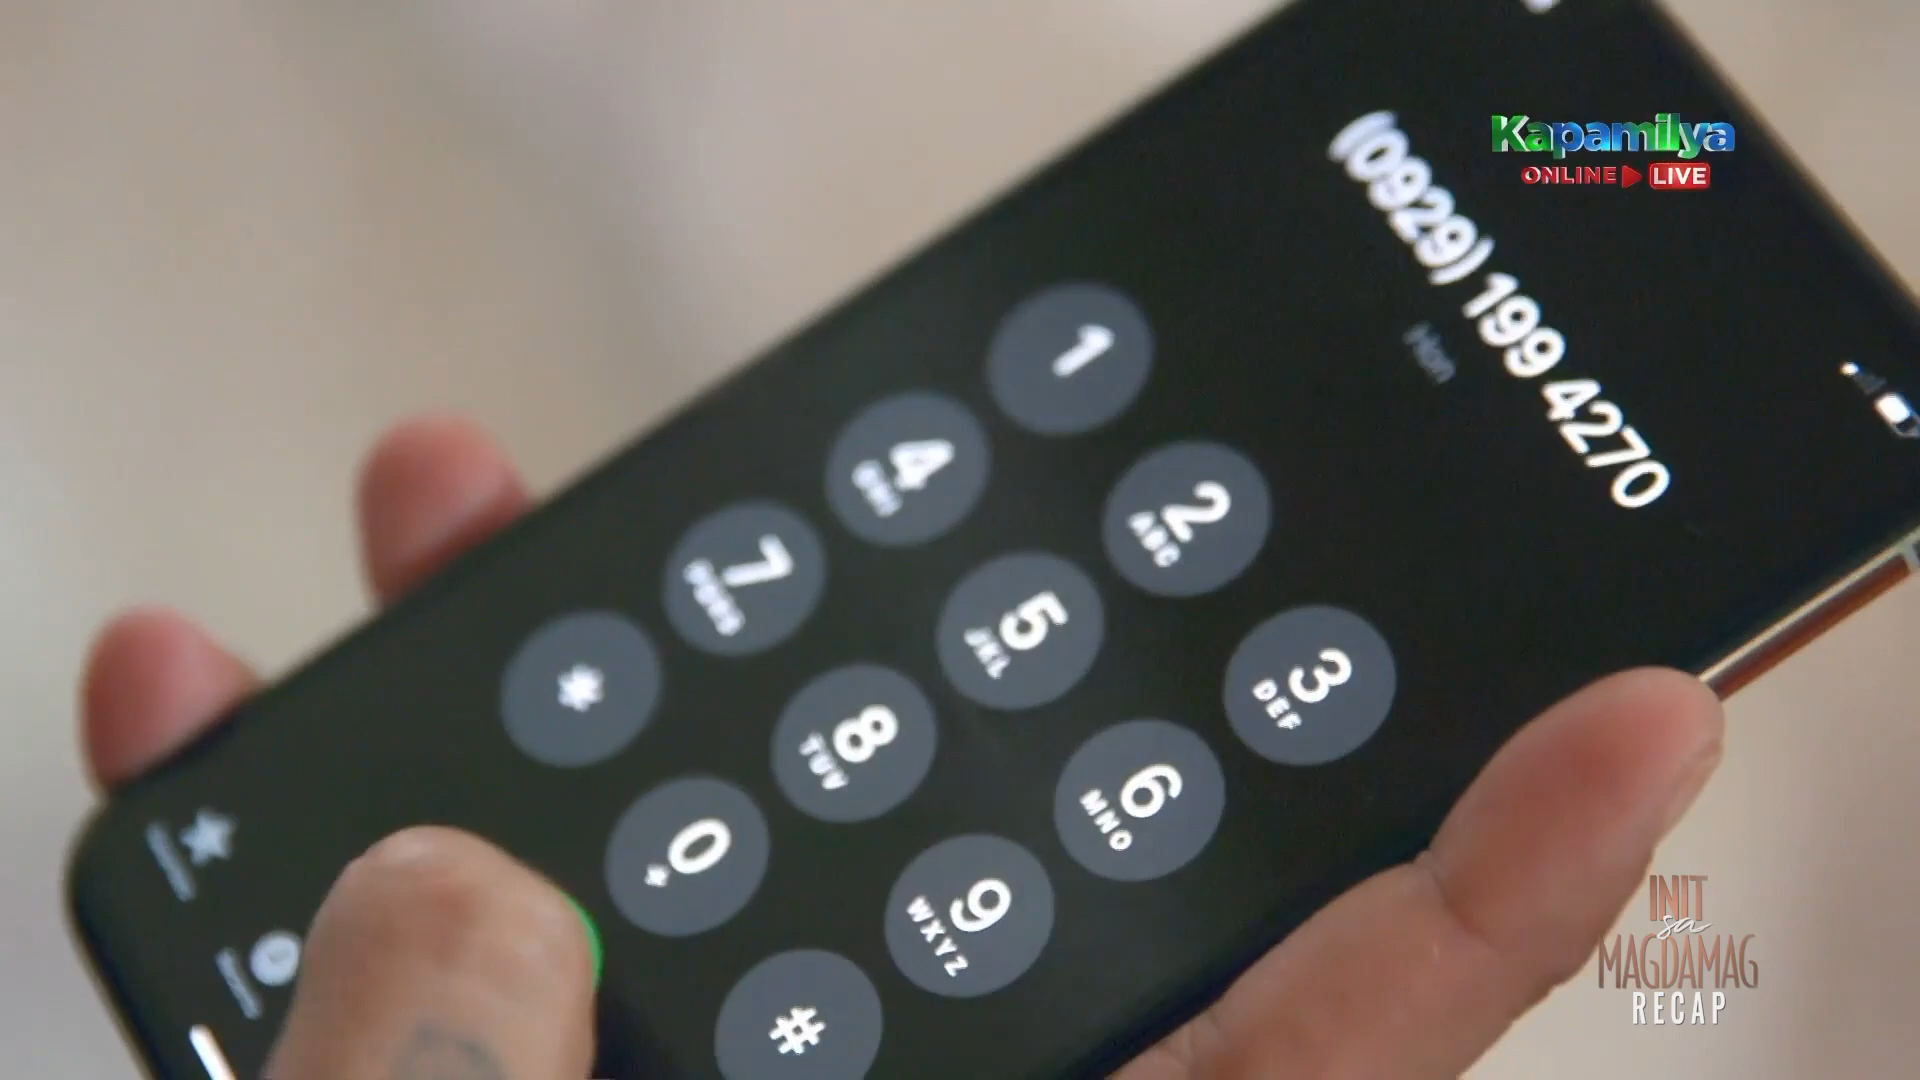 Kapamilya
ONLINE LIVE
(0929) 199 4270
1
2
ABC
3
DEF
4
GHI
5
JKL
6
MNO
7
PQRS
8
TUV
9
WXYZ
*
0
+
#
INIT
sa
MAGDAMAG
RECAP